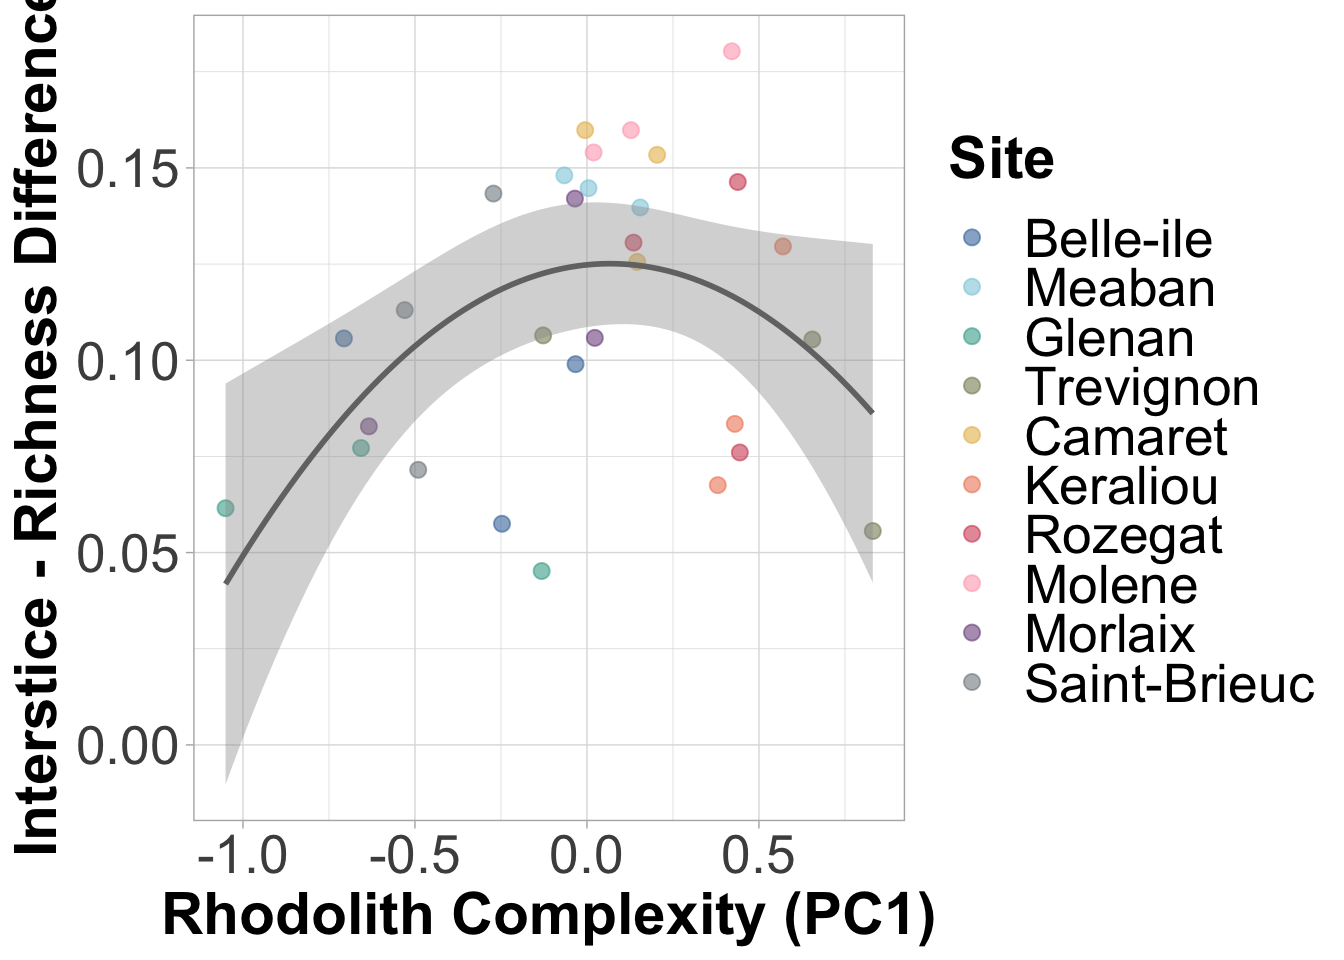 Interstice - Richness Difference
0.15
0.10
0.05
0.00
-1.0
-0.5
0.0
0.5
Rhodolith Complexity (PC1)
Site
Belle-ile
Meaban
Glenan
Trevignon
Camaret
Keraliou
Rozegat
Molene
Morlaix
Saint-Brieuc